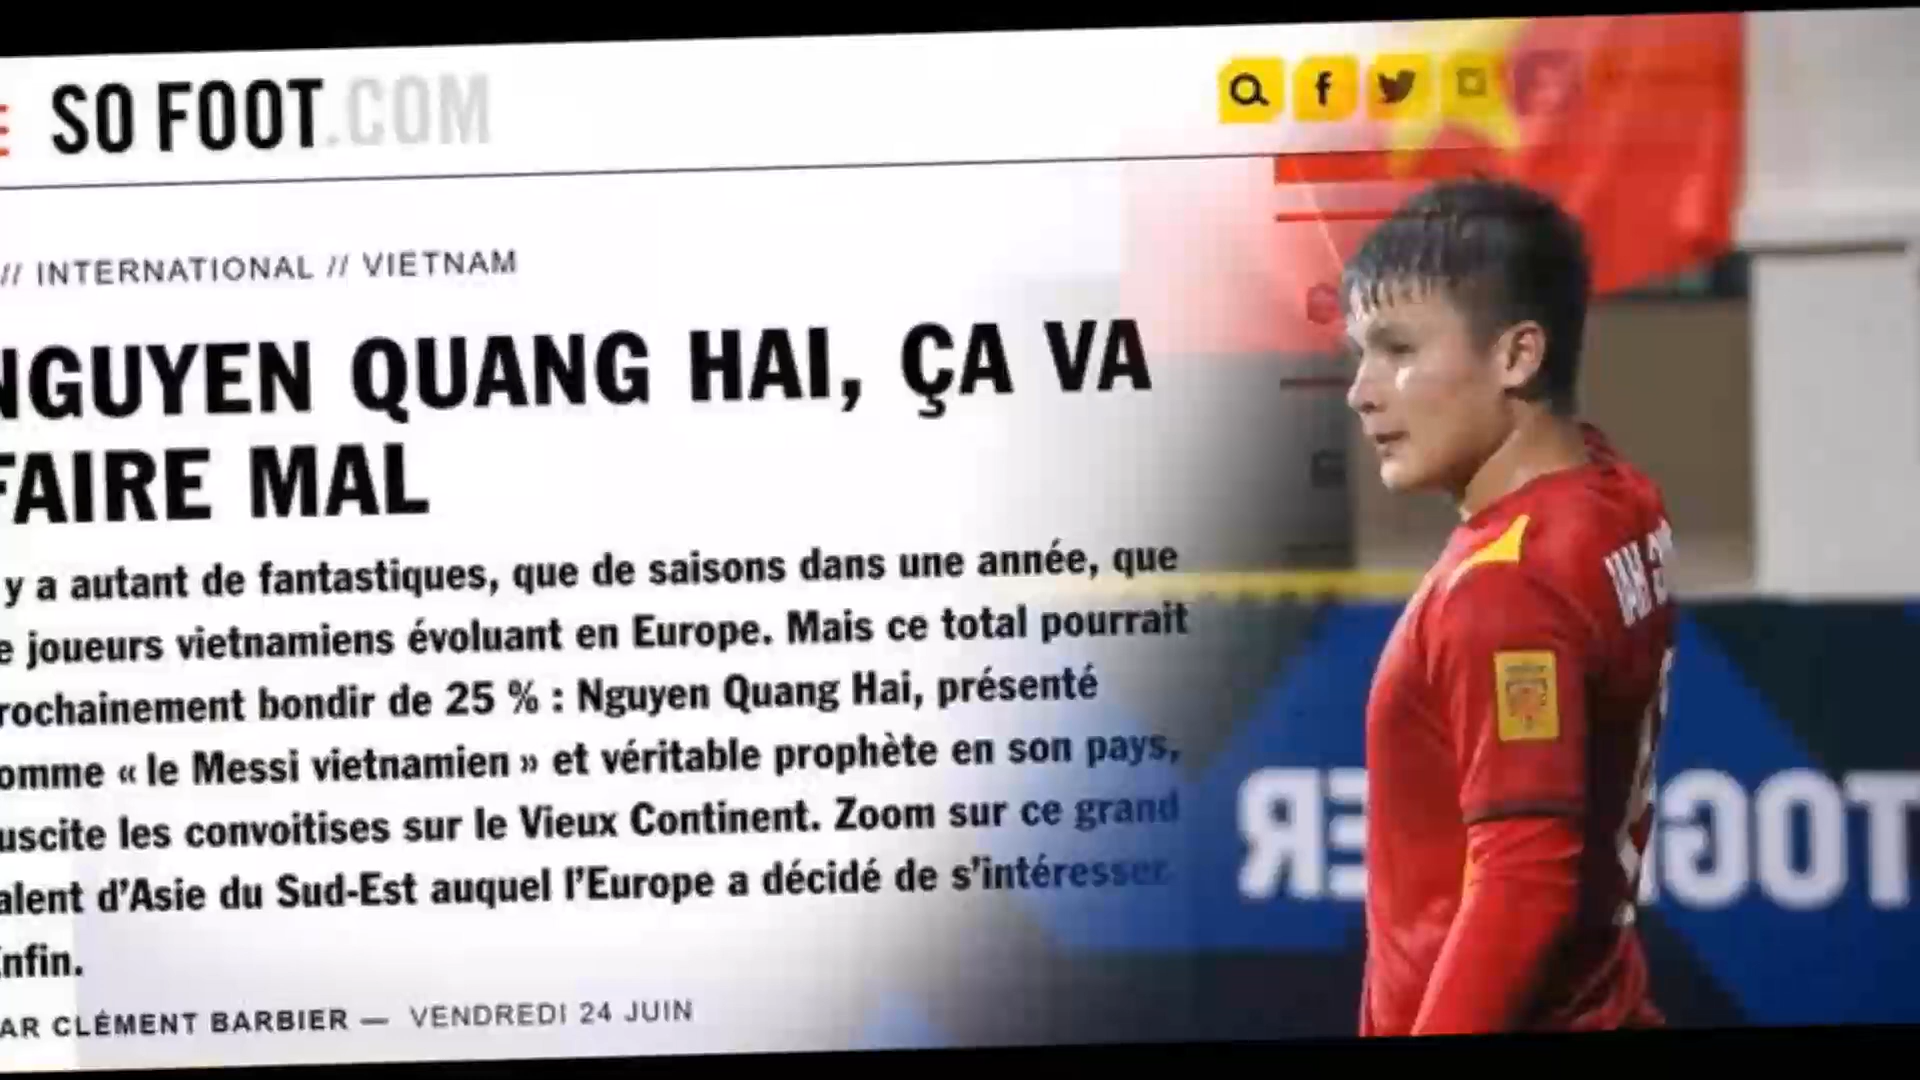 SO FOOT.COM
// INTERNATIONAL // VIETNAM
NGUYEN QUANG HAI, ÇA VA
FAIRE MAL
y a autant de fantastiques, que de saisons dans une année, que
e joueurs vietnamiens évoluant en Europe. Mais ce total pourrait
rochainement bondir de 25 % : Nguyen Quang Hai, présenté
omme « le Messi vietnamien » et véritable prophète en son pays,
uscite les convoitises sur le Vieux Continent. Zoom sur ce grand
alent d'Asie du Sud-Est auquel l'Europe a décidé de s'intéresser.
Enfin.
AR CLÉMENT BARBIER — VENDREDI 24 JUIN